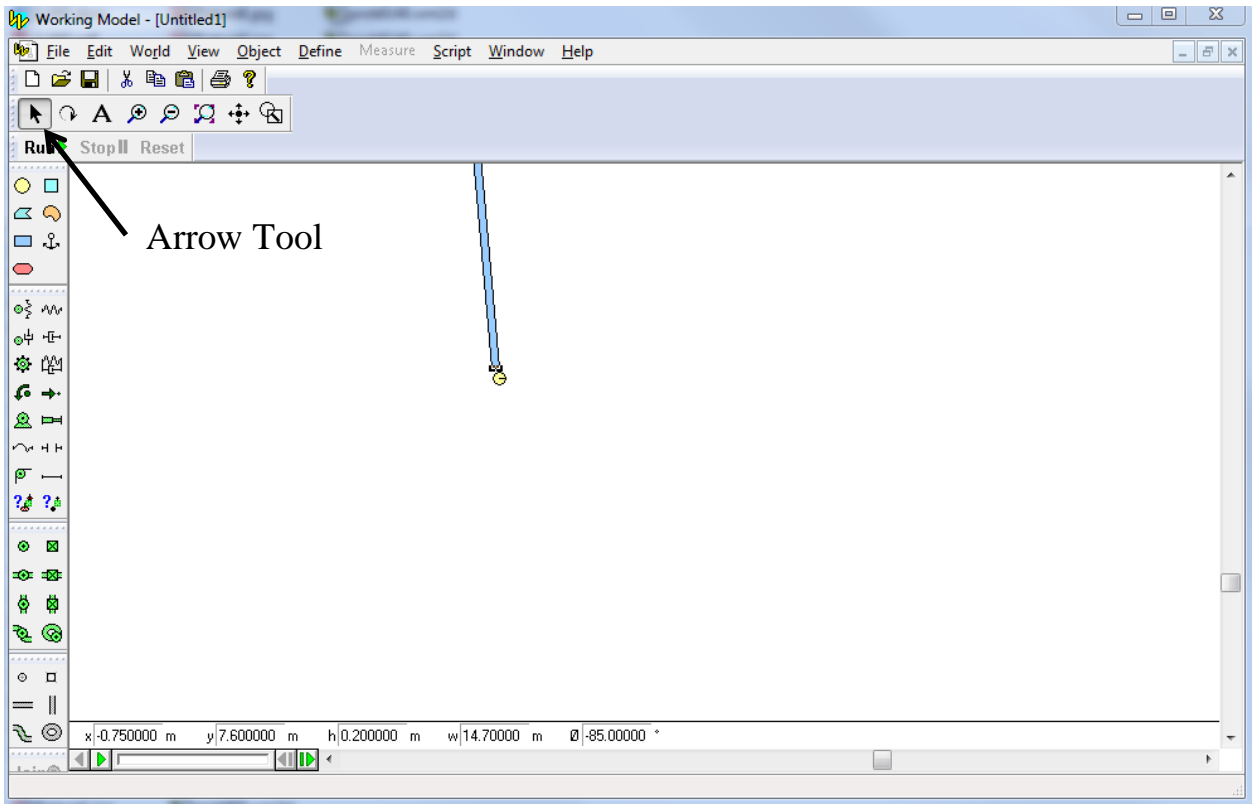 Working Model - [Untitled1]
File Edit World View Object Define Measure Script Window Help
A
Stop Reset
Arrow Tool
x -0.750000 m y 7.600000 m h 0.200000 m w 14.70000 m Ø -85.00000 °